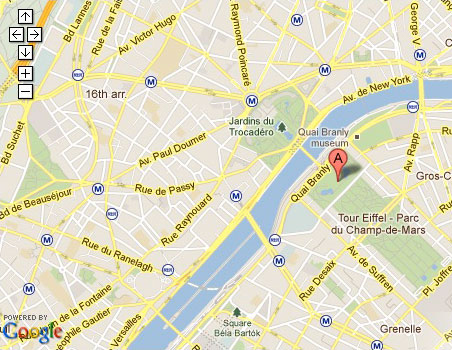 Bd Lannes
Rue de la Fais
Av. Victor Hugo
Raymond Poincaré
George V
16th arr.
Av. de New York
Jardins du
Trocadéro
Quai Branly
museum
Av. Rapp
Bd Suchet
Av. Paul Doumer
A
Gros-C
Rue de Passy
Quai Branly
Bd de Beauséjour
Rue Raynouard
Tour Eiffel - Parc
du Champ-de-Mars
Rue du Ranelagh
Av. de Suffren
Rue Desaix
Pl. Joffre
Rue de la Fontaine
Théophile Gautier
Versailles
Square
Béla Bartók
Grenelle
POWERED BY
Google